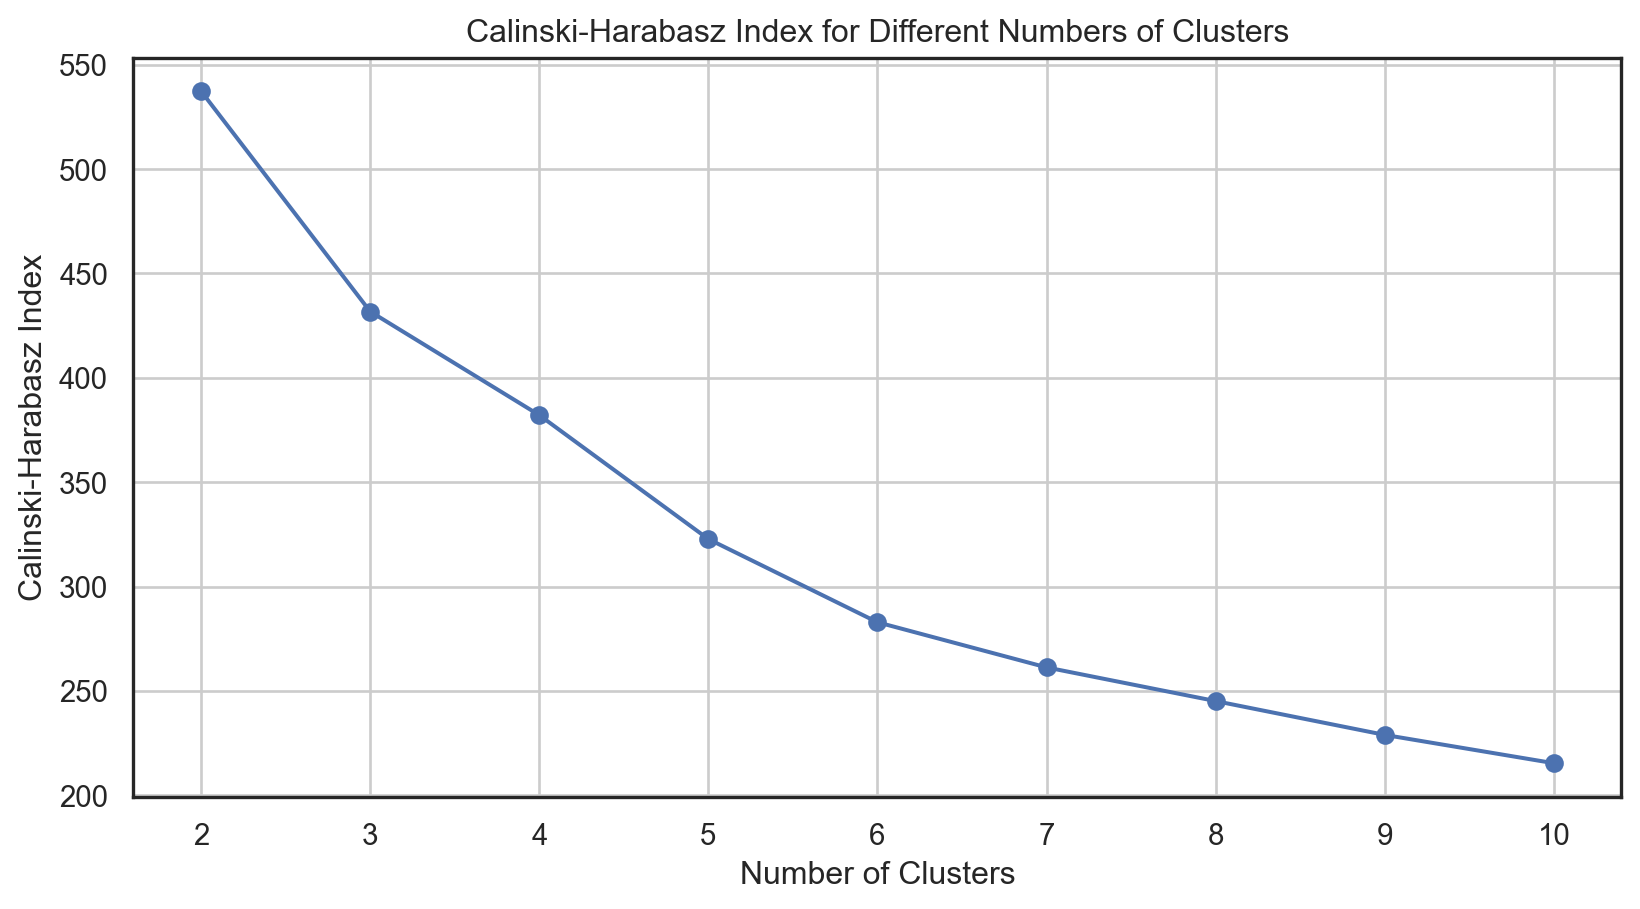 Calinski-Harabasz Index for Different Numbers of Clusters
Calinski-Harabasz Index
550
500
450
400
350
300
250
200
2 3 4 5 6 7 8 9 10
Number of Clusters